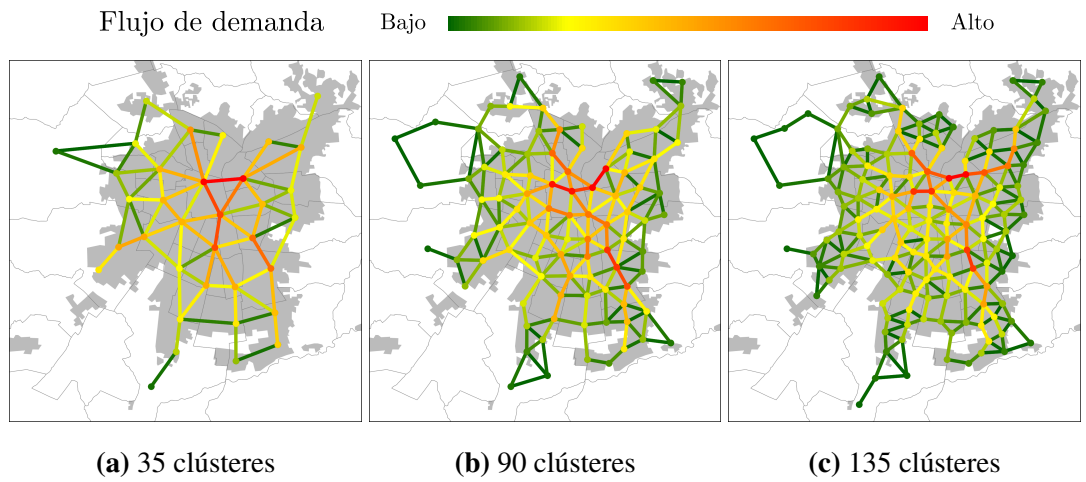 Flujo de demanda Bajo Alto
(a) 35 clústeres (b) 90 clústeres (c) 135 clústeres